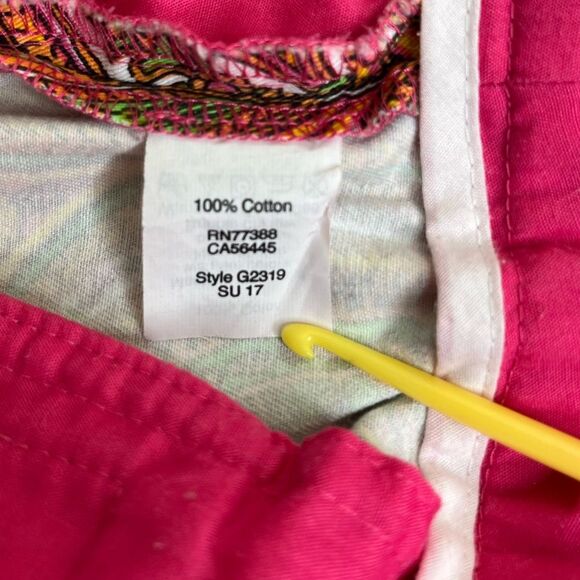 100% Cotton
RN77388
CA56445
Style G2319
SU 17